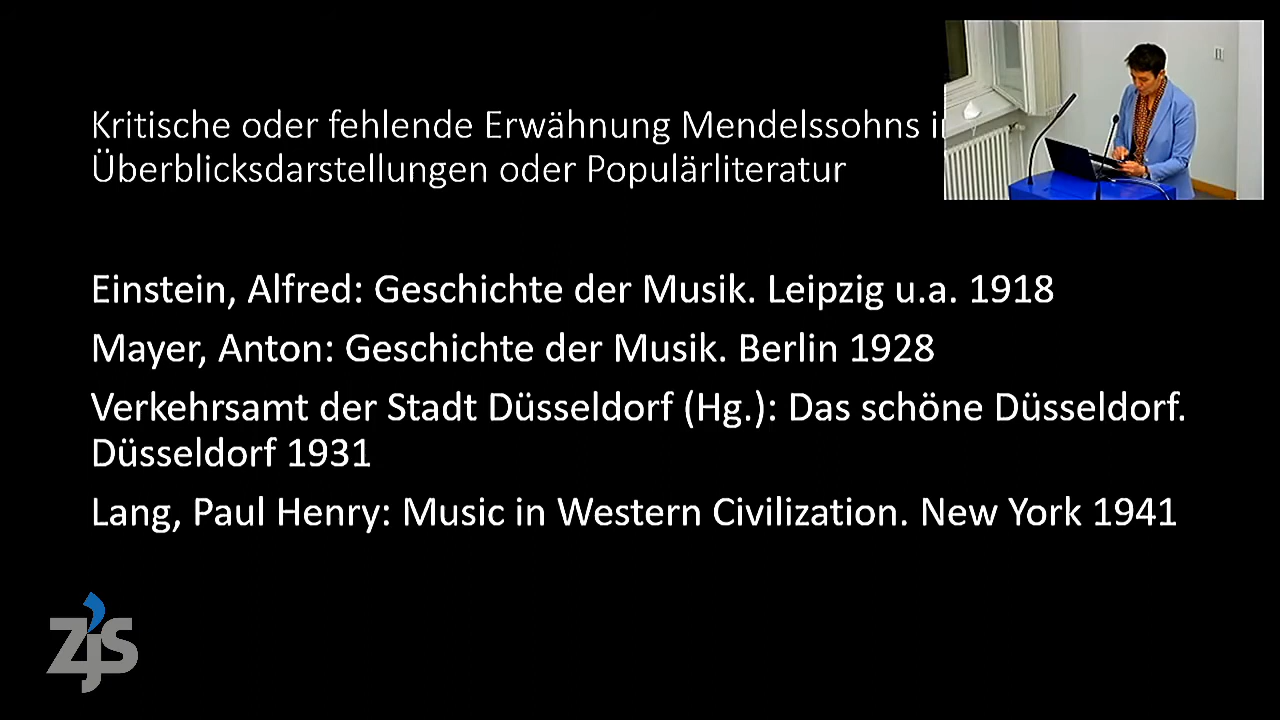 Kritische oder fehlende Erwähnung Mendelssohns
Überblicksdarstellungen oder Populärliteratur
Einstein, Alfred: Geschichte der Musik. Leipzig u.a. 1918
Mayer, Anton: Geschichte der Musik. Berlin 1928
Verkehrsamt der Stadt Düsseldorf (Hg.): Das schöne Düsseldorf.
Düsseldorf 1931
Lang, Paul Henry: Music in Western Civilization. New York 1941
ZjS